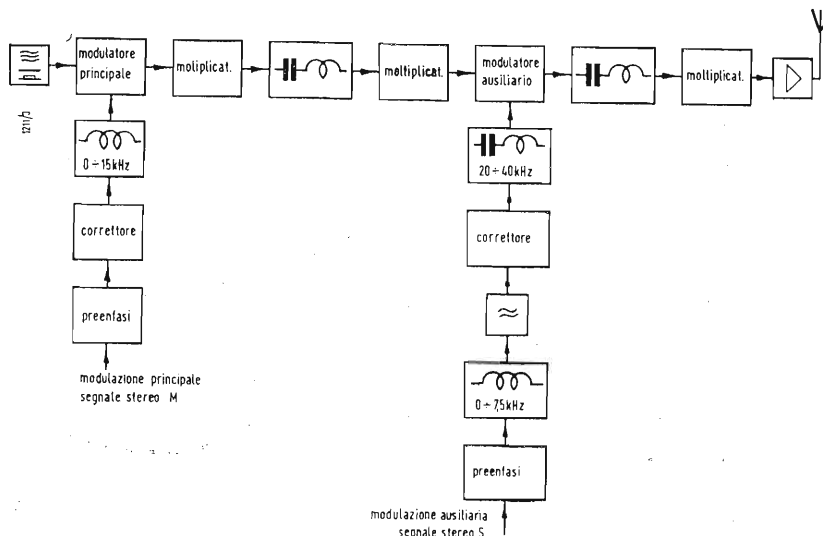 modulatore
principale
moliplicat.
moltiplicat.
modulatore
ausiliario
moltiplicat.
1211/3
0÷15kHz
20÷40kHz
correttore
correttore
preenfasi
≈
modulazione principale
segnale stereo M
0÷7,5kHz
preenfasi
modulazione ausiliaria
segnale stereo S